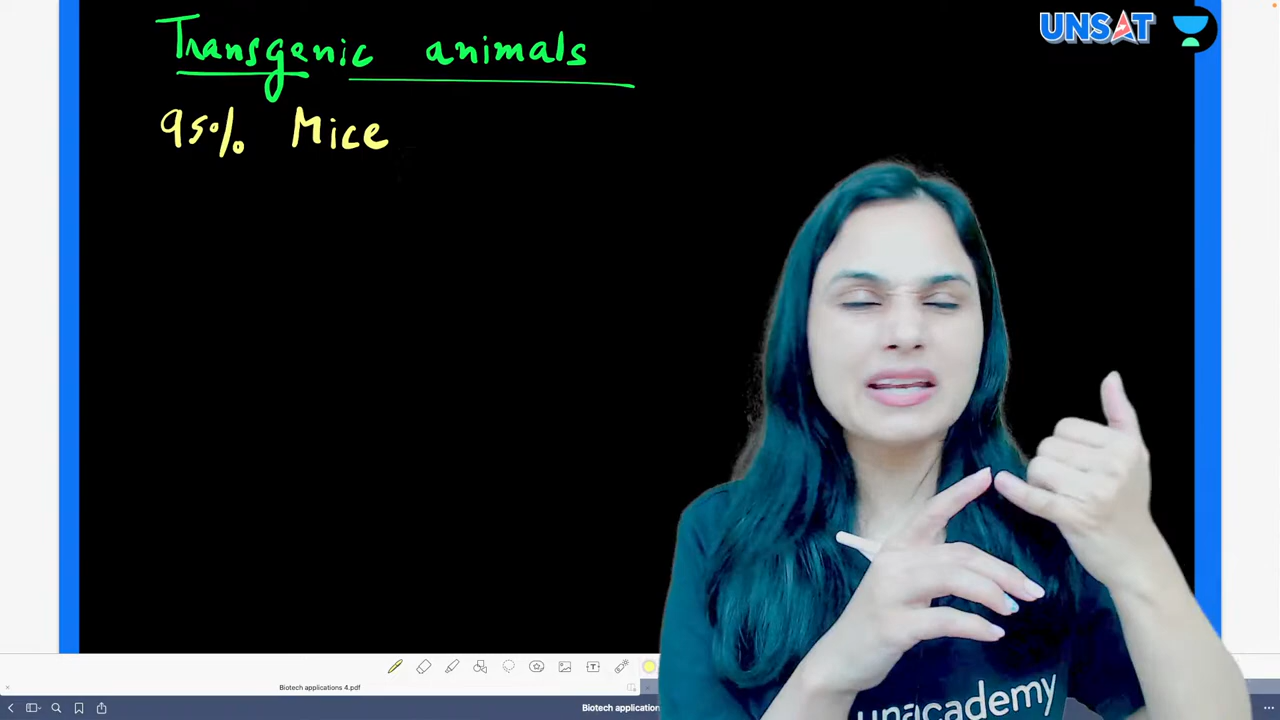 UNSAT
Transgenic animals
95% Mice
unacademy
Biotech applications 4.pdf
Biotech application